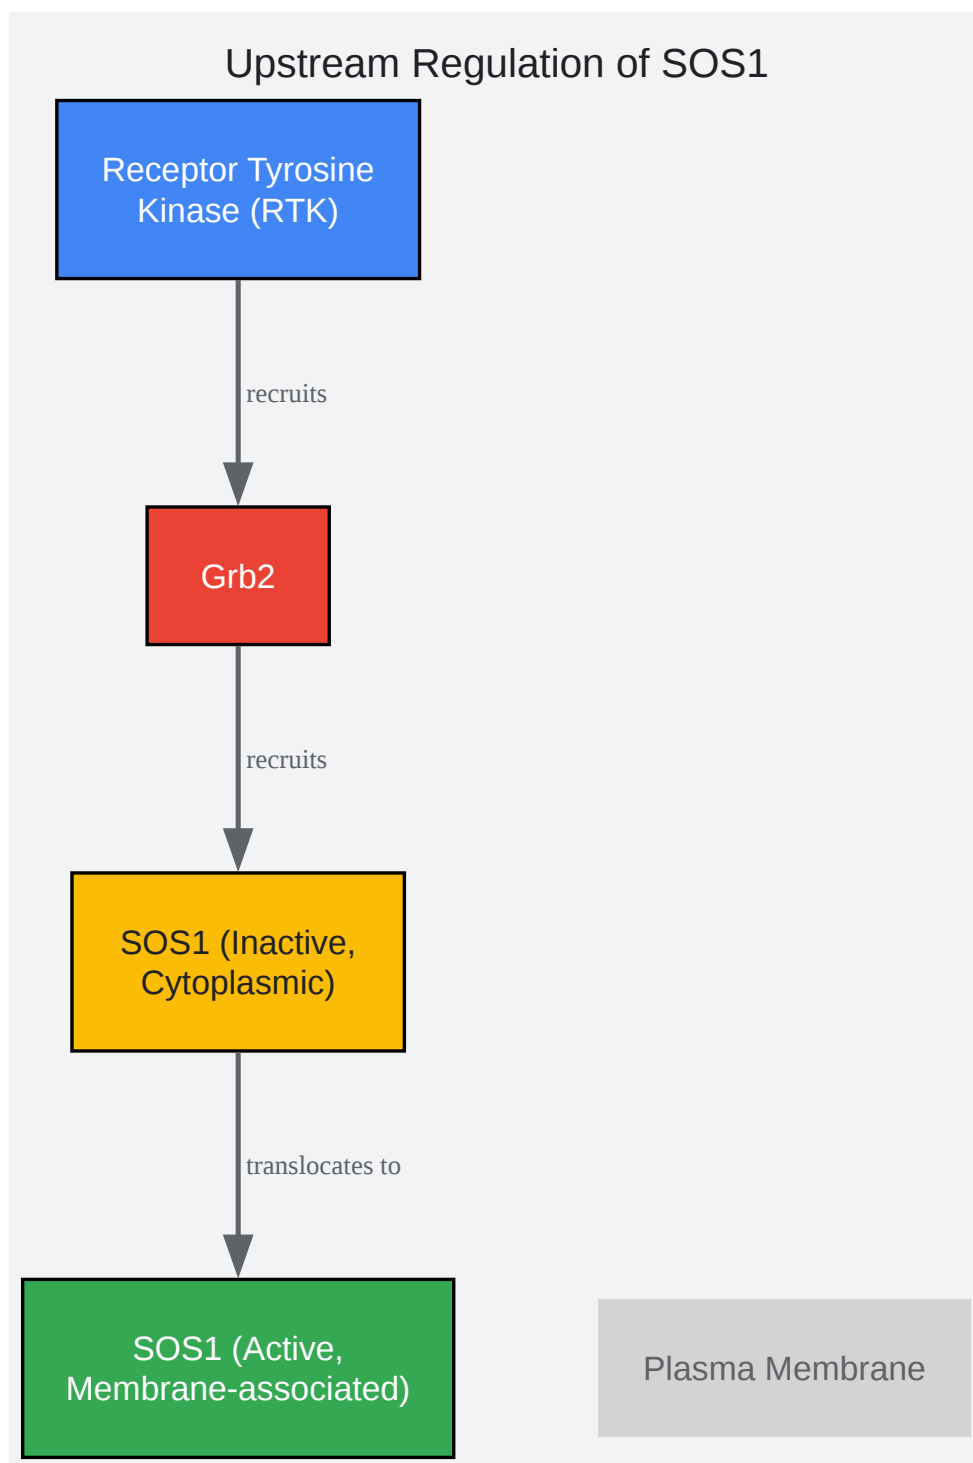 Upstream Regulation of SOS1
Receptor Tyrosine
Kinase (RTK)
recruits
Grb2
recruits
SOS1 (Inactive,
Cytoplasmic)
translocates to
SOS1 (Active,
Membrane-associated)
Plasma Membrane